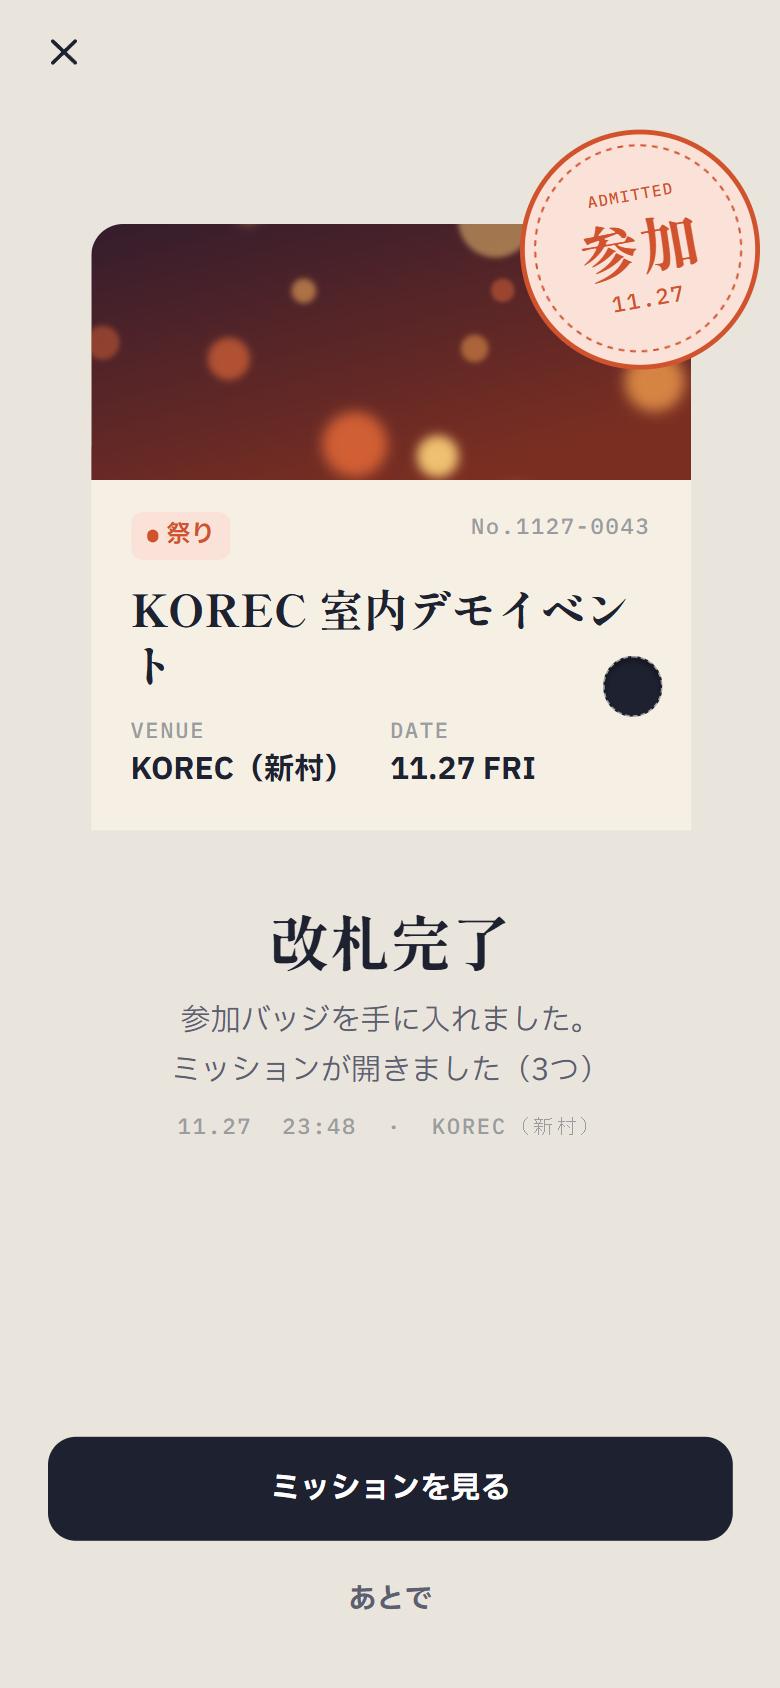 ADMITTED
参加
11.27
祭り
No.1127-0043
KOREC 室内デモイベン
ト
VENUE
DATE
KOREC（新村）
11.27 FRI
改札完了
参加バッジを手に入れました。
ミッションが開きました（3つ）
11.27 23:48 · KOREC（新村）
ミッションを見る
あとで